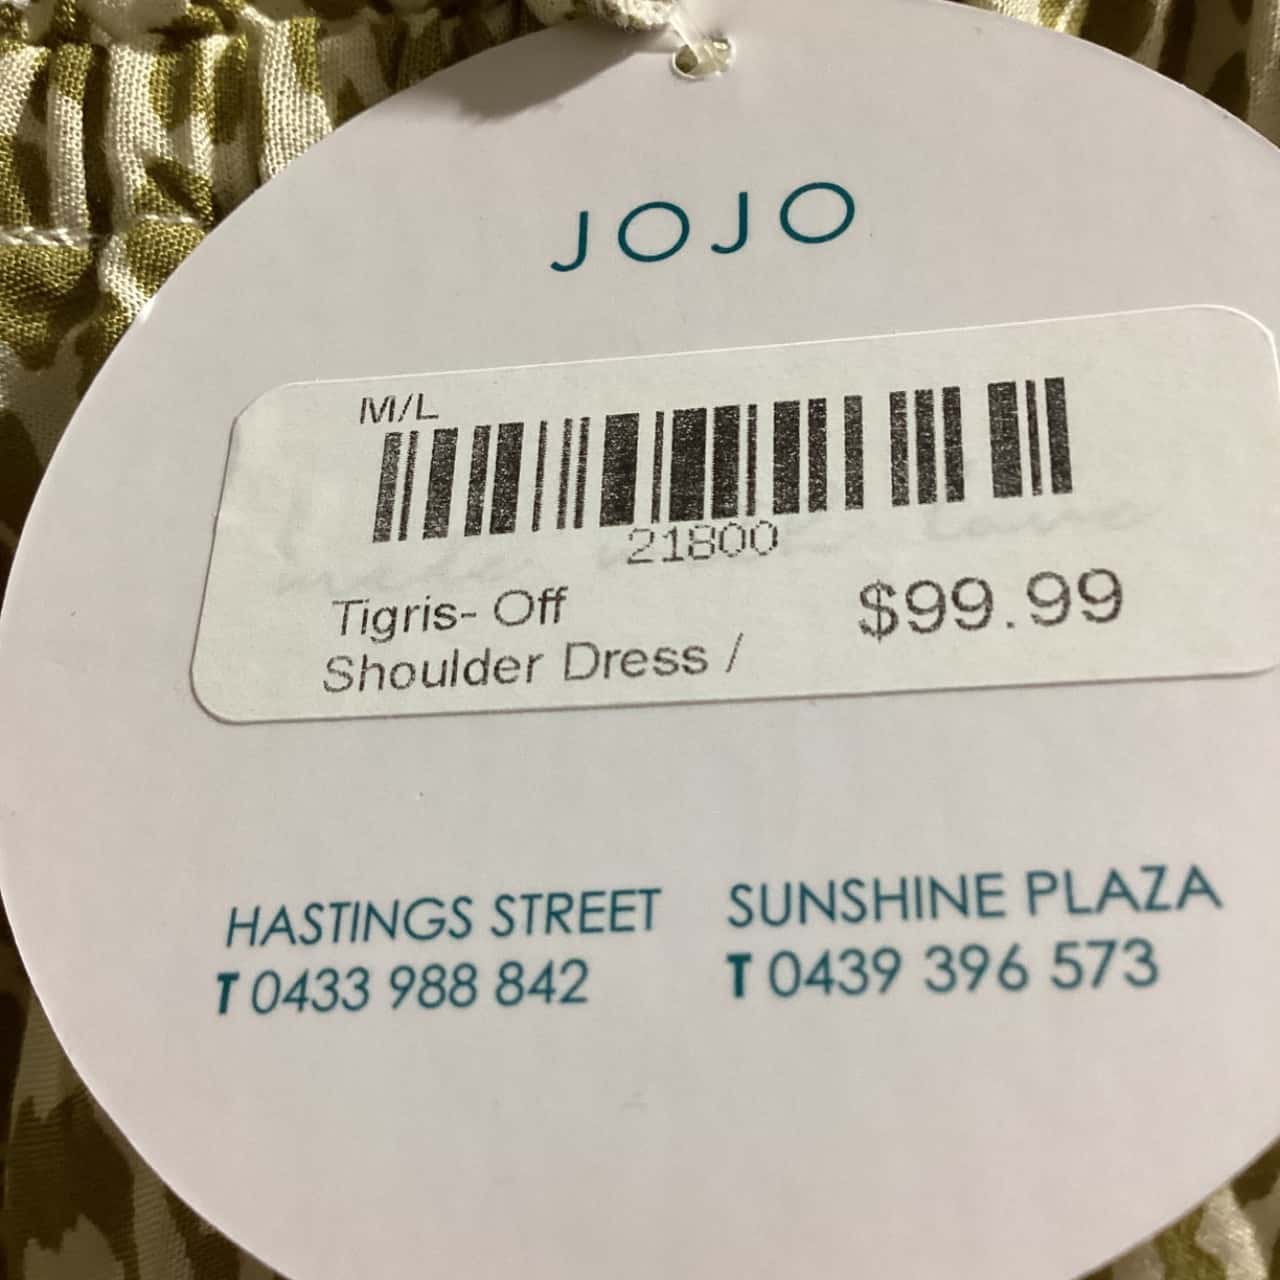 JOJO
M/L
21800
Tigris- Off
Shoulder Dress /
$99.99
HASTINGS STREET
T 0433 988 842
SUNSHINE PLAZA
T 0439 396 573